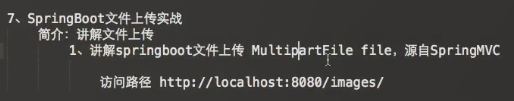 7、SpringBoot文件上传实战
简介：讲解文件上传
1、讲解springboot文件上传 MultipartFile file，源自SpringMVC
访问路径 http://localhost:8080/images/